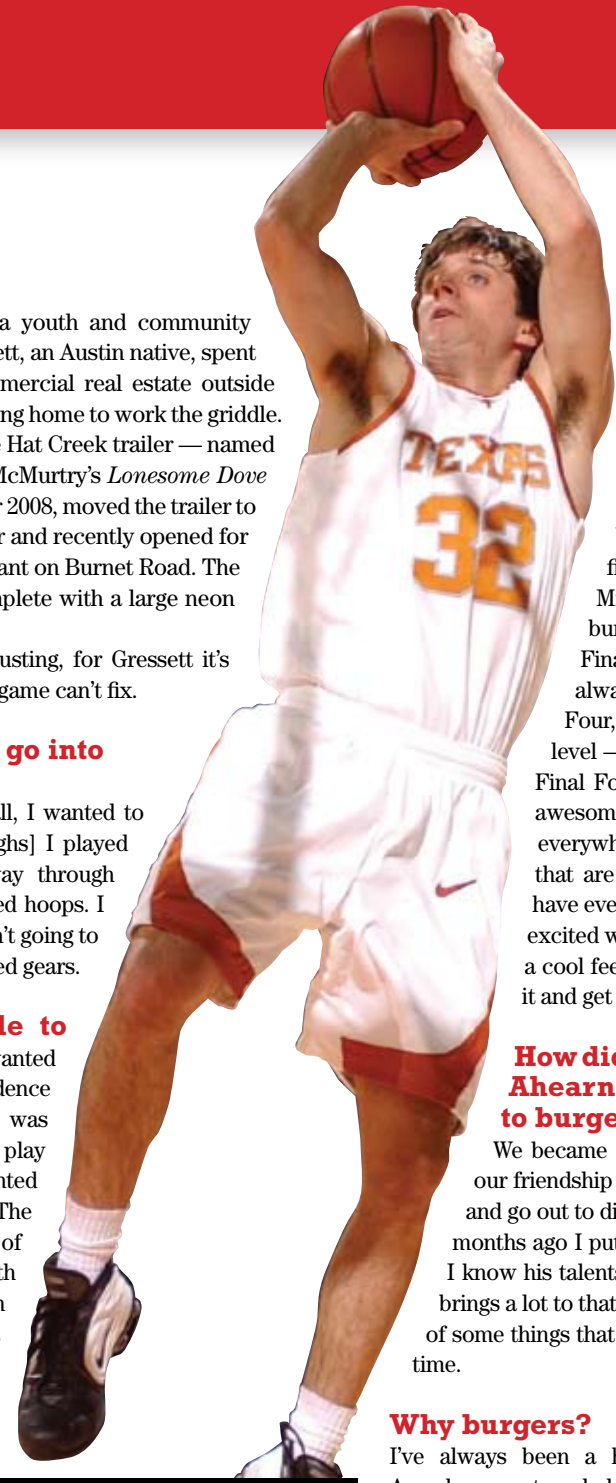 a youth and community
ett, an Austin native, spent
mercial real estate outside
ing home to work the griddle.
Hat Creek trailer — named
McMurtry's Lonesome Dove
2008, moved the trailer to
and recently opened for
ant on Burnet Road. The
plete with a large neon
usting, for Gressett it's
game can't fix.
go into
ll, I wanted to
ghs] I played
ay through
ed hoops. I
n't going to
ed gears.
le to
wanted
dence
was
play
nted
The
of
th
TEXAS
32
fi
M
bur
Fina
alwa
Four,
level —
Final Fo
awesom
everywh
that are
have eve
excited w
a cool fee
it and get
How did
Ahearn
to burge
We became
our friendship
and go out to di
months ago I put
I know his talents
brings a lot to that
of some things that
time.
Why burgers?
I've always been a